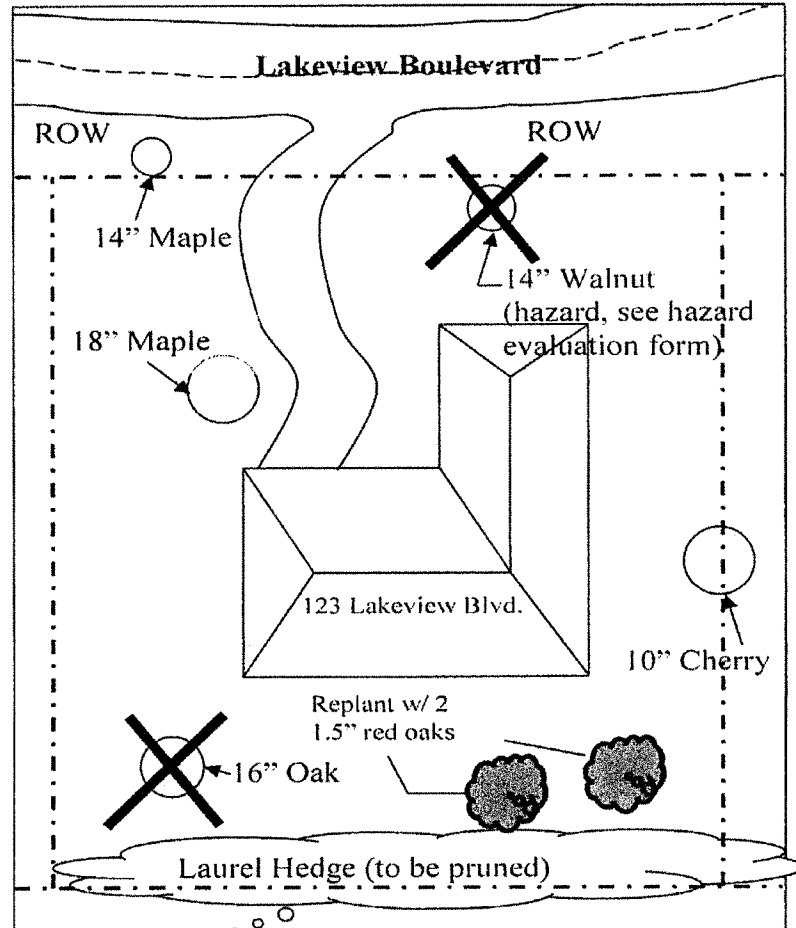 Lakeview Boulevard
ROW
ROW
14” Maple
14” Walnut
(hazard, see hazard
evaluation form)
18” Maple
123 Lakeview Blvd.
10” Cherry
Replant w/ 2
1.5” red oaks
16” Oak
Laurel Hedge (to be pruned)